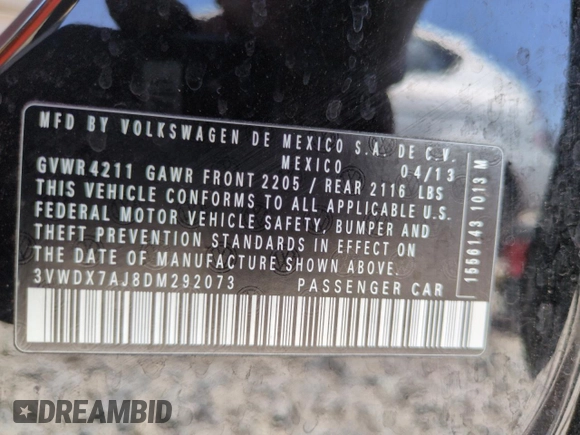 MFD BY VOLKSWAGEN DE MEXICO S.A. DE C.V.
MEXICO 04/13
GVWR 4211 GAWR FRONT 2205 / REAR 2116 LBS
THIS VEHICLE CONFORMS TO ALL APPLICABLE U.S.
FEDERAL MOTOR VEHICLE SAFETY, BUMPER AND
THEFT PREVENTION STANDARDS IN EFFECT ON
THE DATE OF MANUFACTURE SHOWN ABOVE.
3VWDX7AJ8DM292073 PASSENGER CAR
1556143 1013M
DREAMBID